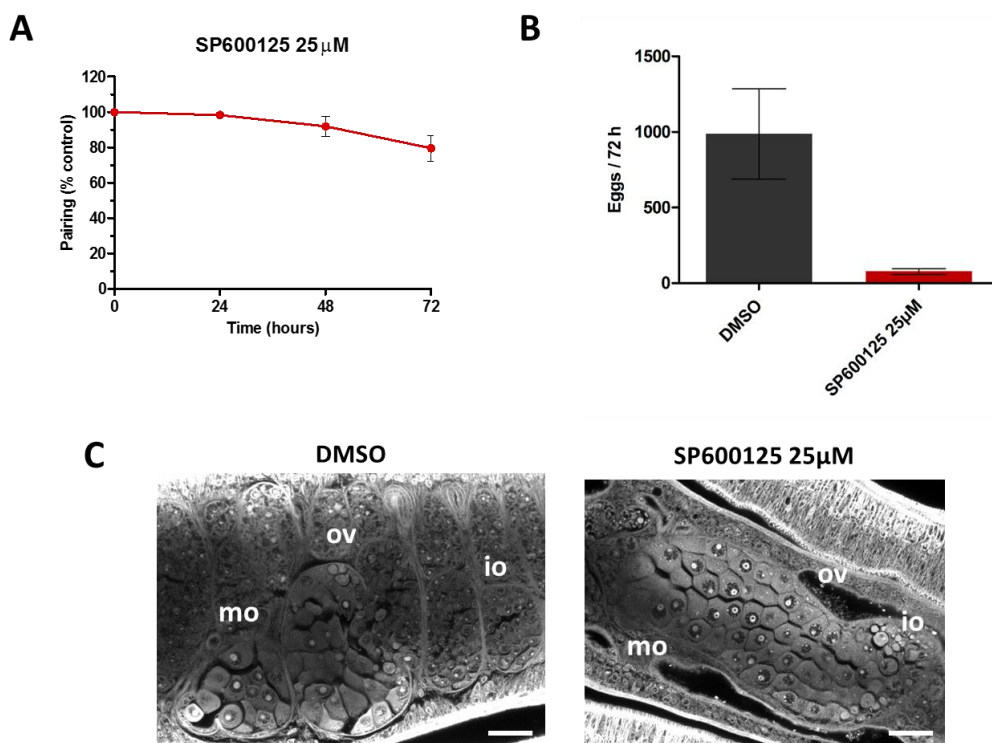 A
SP600125 25μM
Pairing (% control)
120
100
80
60
40
20
0
0
24
48
72
Time (hours)
B
Eggs / 72 h
1500
1000
500
0
DMSO
SP600125 25μM
C
DMSO
ov
io
mo
SP600125 25μM
ov
io
mo